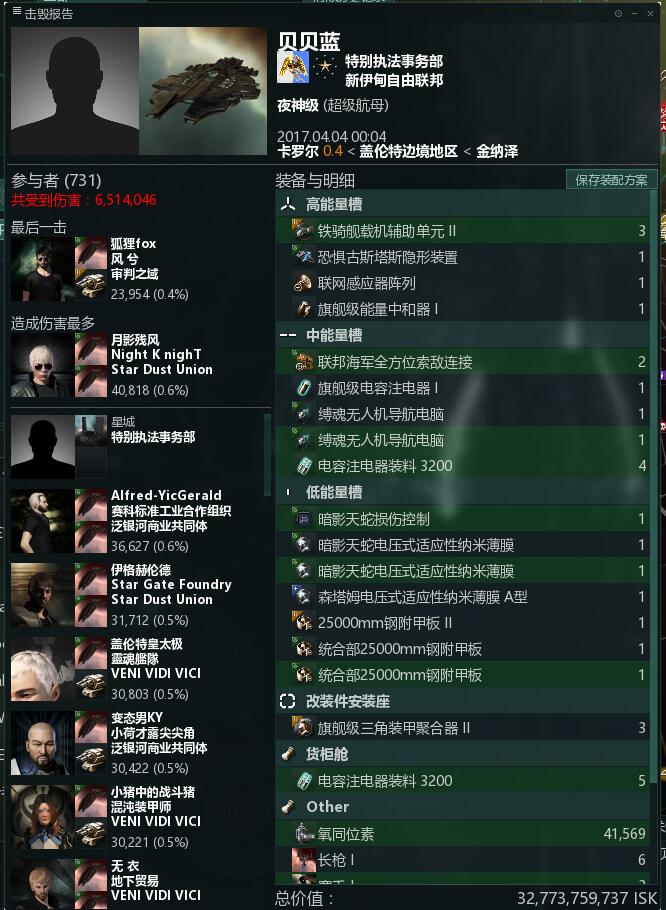 击毁报告
贝贝蓝
特别执法事务部
新伊甸自由联邦
夜神级 (超级航母)
2017.04.04 00:04
卡罗尔 0.4 < 盖伦特边境地区 < 金纳泽
参与者 (731)
共受到伤害：6,514,046
最后一击
狐狸fox
风 兮
审判之域
23,954 (0.4%)
造成伤害最多
月影残风
Night K nighT
Star Dust Union
40,818 (0.6%)
星城
特别执法事务部
Alfred-YicGerald
赛科标准工业合作组织
泛银河商业共同体
36,627 (0.6%)
伊格赫伦德
Star Gate Foundry
Star Dust Union
31,712 (0.5%)
盖伦特皇太极
靈魂艦隊
VENI VIDI VICI
30,803 (0.5%)
变态男KY
小荷才露尖尖角
泛银河商业共同体
30,422 (0.5%)
小猪中的战斗猪
混沌装甲师
VENI VIDI VICI
30,221 (0.5%)
无 衣
地下贸易
VENI VIDI VICI
装备与明细
保存装配方案
高能量槽
铁骑舰载机辅助单元 II 3
恐惧古斯塔斯隐形装置 1
联网感应器阵列 1
旗舰级能量中和器 I 1
中能量槽
联邦海军全方位索敌连接 2
旗舰级电容注电器 I 1
缚魂无人机导航电脑 1
缚魂无人机导航电脑 1
电容注电器装料 3200 4
低能量槽
暗影天蛇损伤控制 1
暗影天蛇电压式适应性纳米薄膜 1
暗影天蛇电压式适应性纳米薄膜 1
森塔姆电压式适应性纳米薄膜 A型 1
25000mm钢附甲板 II 1
统合部25000mm钢附甲板 1
统合部25000mm钢附甲板 1
改装件安装座
旗舰级三角装甲聚合器 II 3
货柜舱
电容注电器装料 3200 5
Other
氧同位素 41,569
长枪 I 6
总价值： 32,773,759,737 ISK